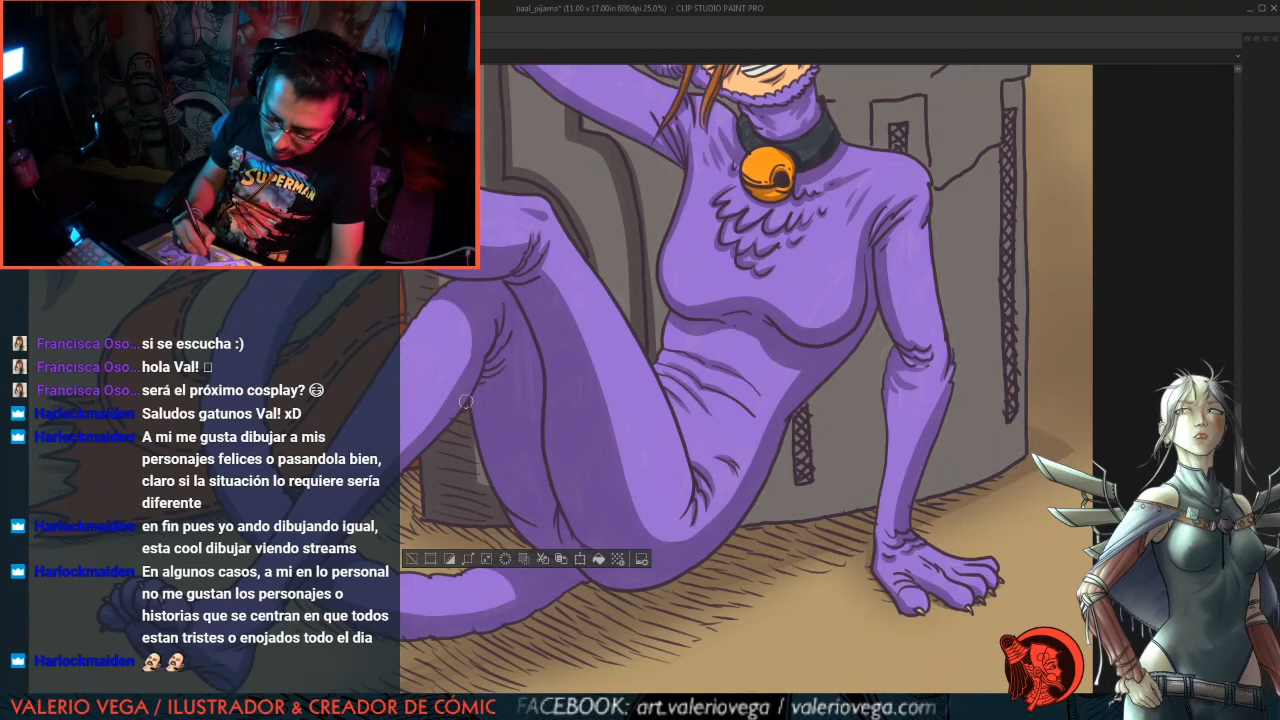 baal_pijama* (11.00 x 17.00in 600dpi 25.0%) - CLIP STUDIO PAINT PRO
SUPERMAN
Francisca Oso... si se escucha :)
Francisca Oso... hola Val!
Francisca Oso... será el próximo cosplay? 😷
Harlockmaiden Saludos gatunos Val! xD
Harlockmaiden A mi me gusta dibujar a mis
personajes felices o pasandola bien,
claro si la situación lo requiere sería
diferente
Harlockmaiden en fin pues yo ando dibujando igual,
esta cool dibujar viendo streams
Harlockmaiden En algunos casos, a mi en lo personal
no me gustan los personajes o
historias que se centran en que todos
estan tristes o enojados todo el dia
Harlockmaiden
VALERIO VEGA / ILUSTRADOR & CREADOR DE CÓMIC FACEBOOK: art.valeriovega / valeriovega.com